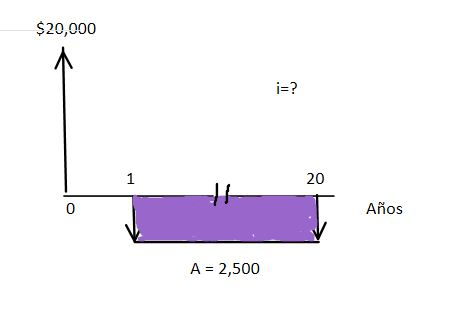 $20,000
i=?
1
20
0
Años
A = 2,500